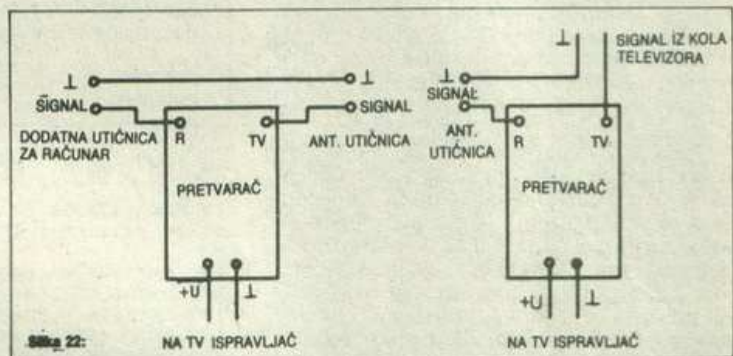 ⊥
SIGNAL
DODATNA UTIČNICA
ZA RAČUNAR
R
TV
⊥
SIGNAL
ANT. UTIČNICA
PRETVARAČ
+U
⊥
NA TV ISPRAVLJAČ
⊥
SIGNAL IZ KOLA
TELEVIZORA
⊥
SIGNAL
ANT.
UTIČNICA
R
TV
PRETVARAČ
+U
⊥
NA TV ISPRAVLJAČ
Slika 22: